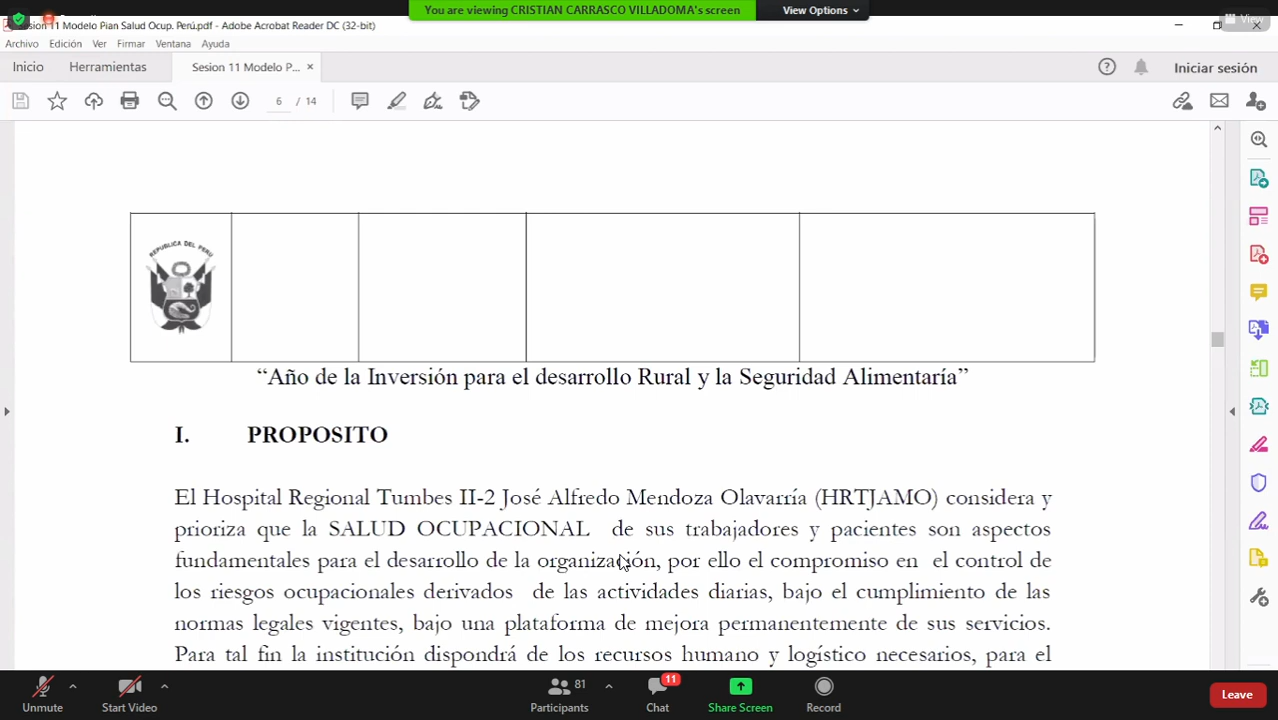 You are viewing CRISTIAN CARRASCO VILLADOMA's screen
View Options
View
Sesion 11 Modelo Plan Salud Ocup. Perú.pdf - Adobe Acrobat Reader DC (32-bit)
Archivo Edición Ver Firmar Ventana Ayuda
Inicio Herramientas Sesion 11 Modelo P... × Iniciar sesión
6 / 14
REPUBLICA DEL PERU
“Año de la Inversión para el desarrollo Rural y la Seguridad Alimentaría”
I. PROPOSITO
El Hospital Regional Tumbes II-2 José Alfredo Mendoza Olavarría (HRTJAMO) considera y
prioriza que la SALUD OCUPACIONAL de sus trabajadores y pacientes son aspectos
fundamentales para el desarrollo de la organización, por ello el compromiso en el control de
los riesgos ocupacionales derivados de las actividades diarias, bajo el cumplimiento de las
normas legales vigentes, bajo una plataforma de mejora permanentemente de sus servicios.
Para tal fin la institución dispondrá de los recursos humano y logístico necesarios, para el
Unmute Start Video Participants 81 Chat 11 Share Screen Record Leave